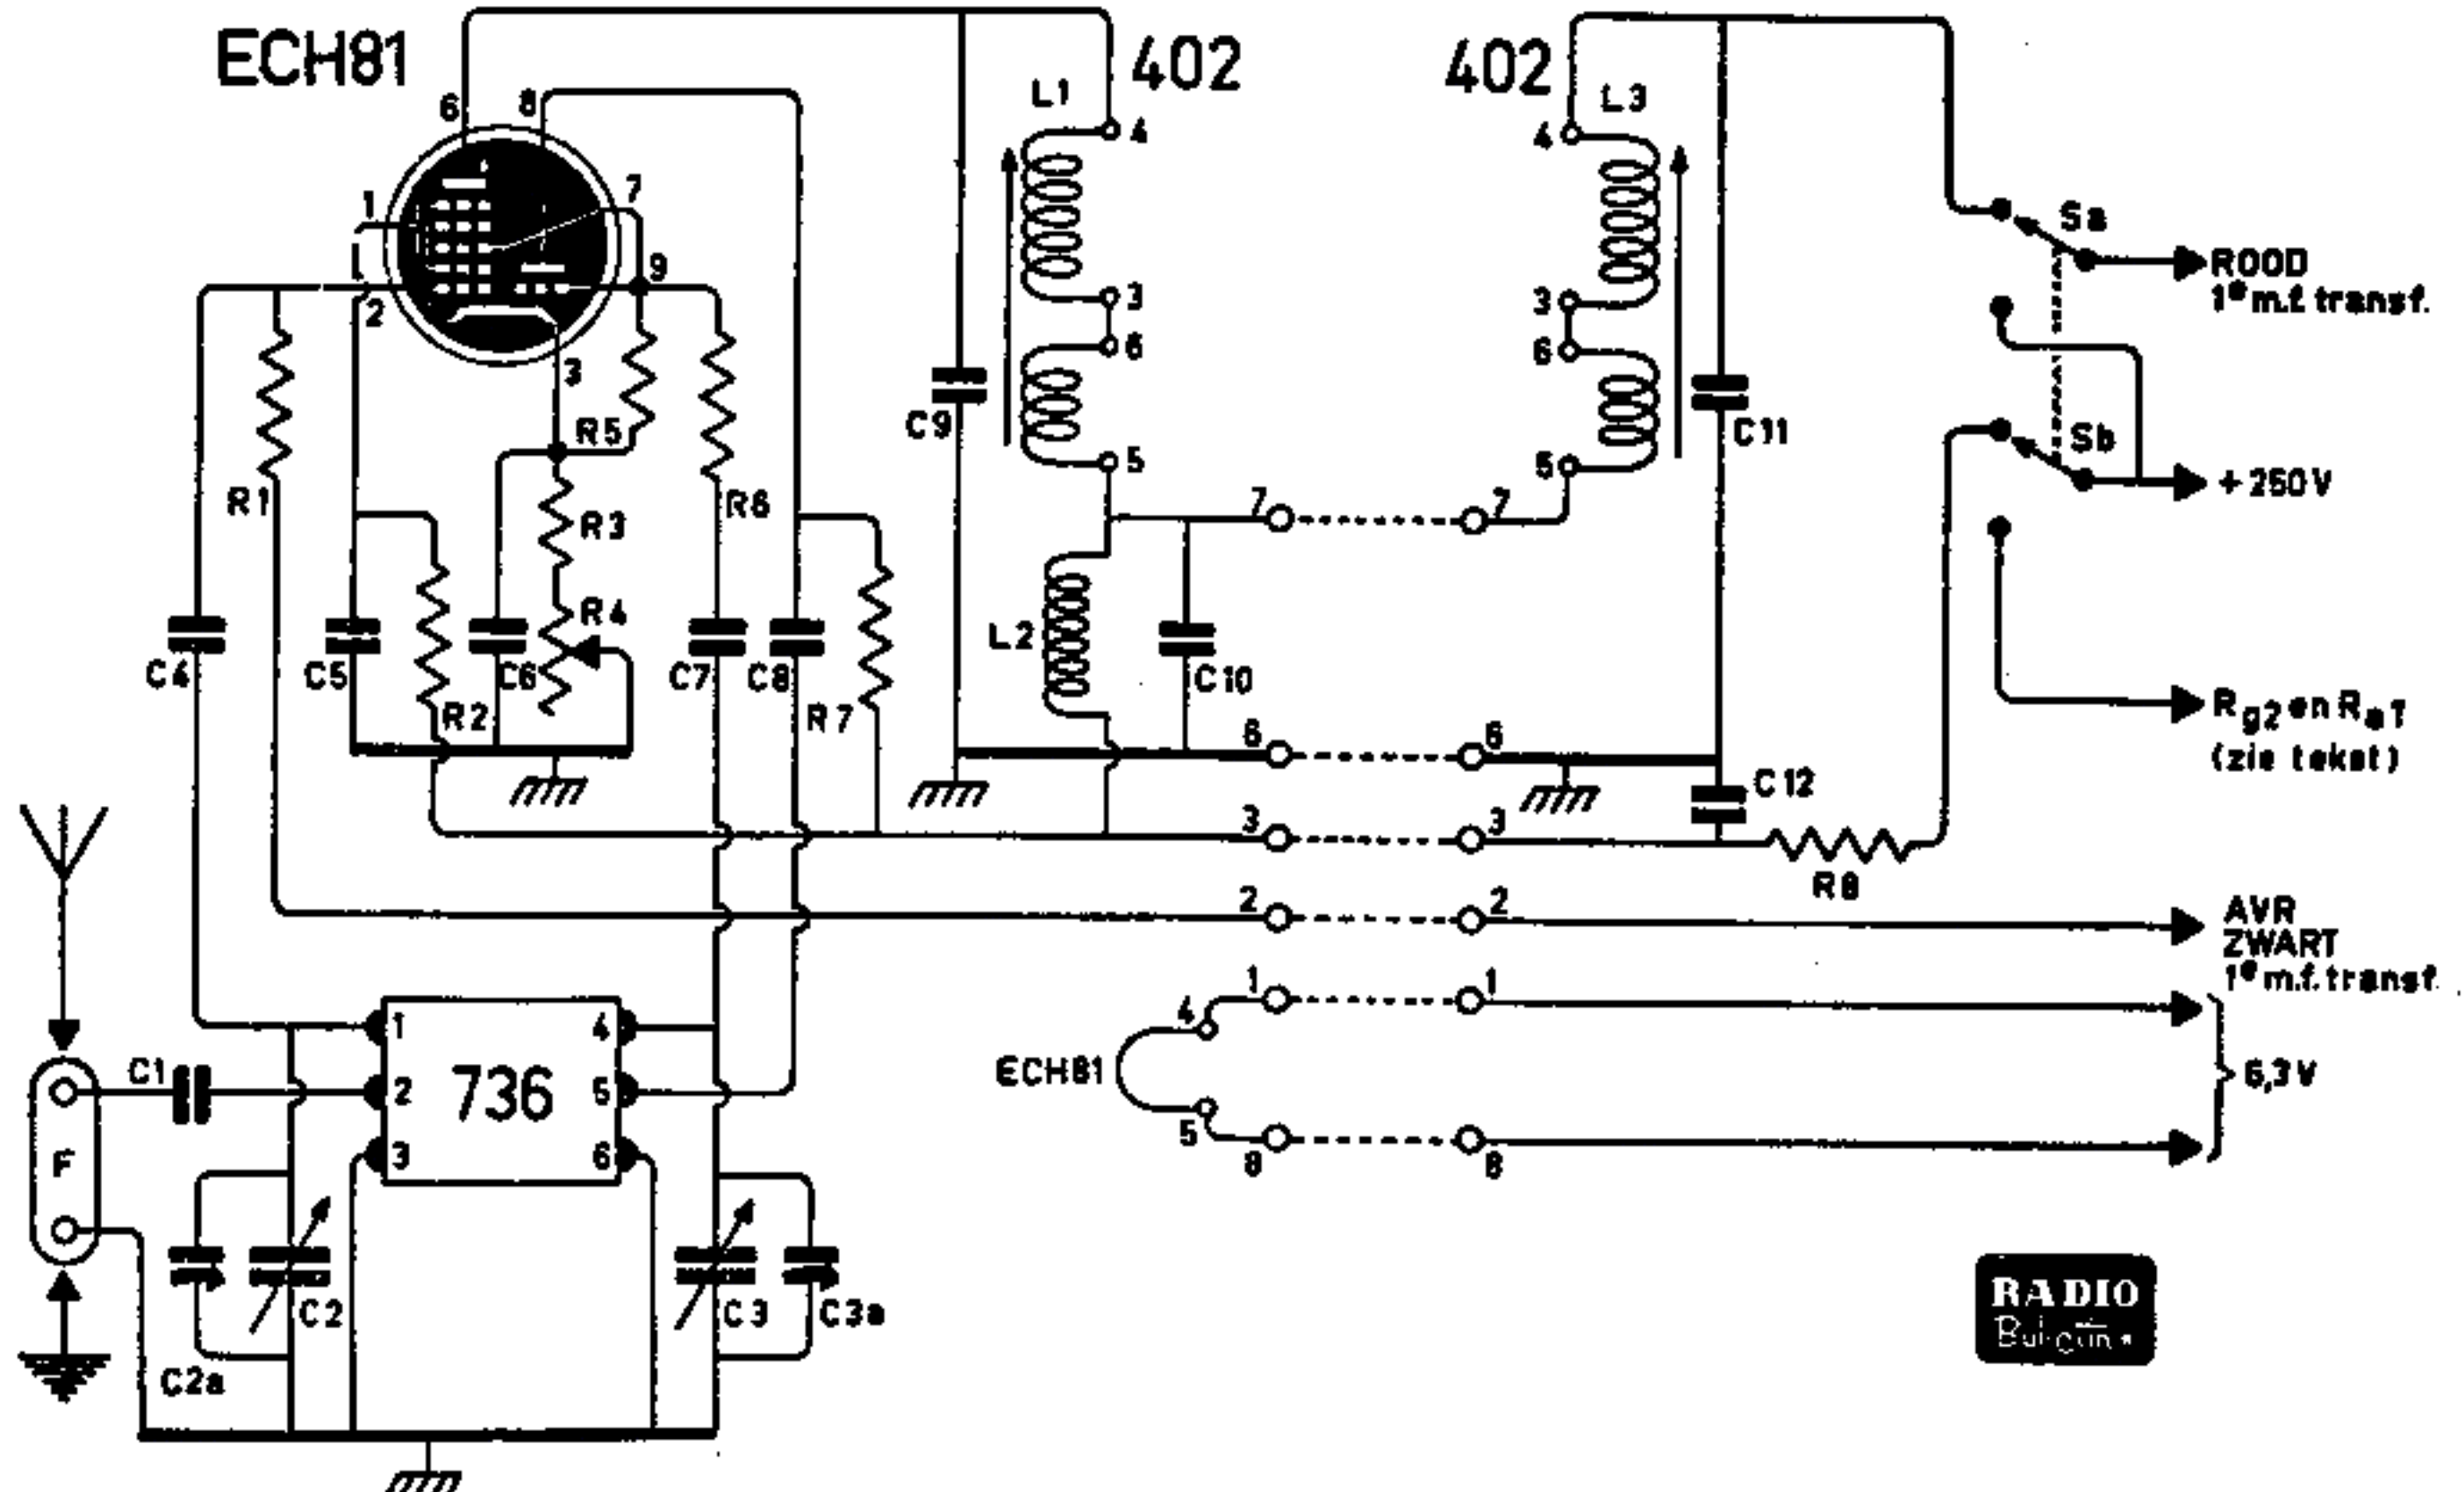 ECH81
402
402
L1
L3
6
8
4
4
1
7
Sa
9
ROOD
1e m.f. transf.
2
3
3
3
6
6
R5
C9
C11
Sb
5
5
+250V
R1
R6
7
7
R3
R4
L2
C4
C5
C6
C7
C8
C10
R2
R7
Rg2 en RaT
(zie tekst)
6
6
C12
3
3
R8
2
2
AVR
ZWART
1e m.f. transf.
1
1
4
ECH81
6,3V
5
8
8
1
4
C1
2
736
5
3
6
F
C2
C3
C3a
C2a
RADIO